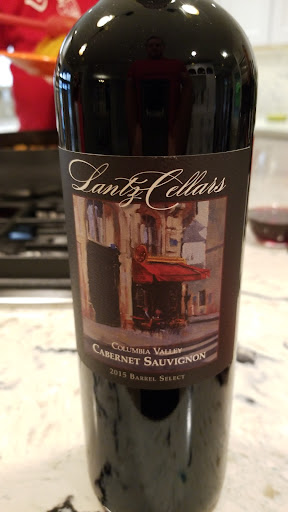 Lantz Cellars
COLUMBIA VALLEY
CABERNET SAUVIGNON
2015 BARREL SELECT